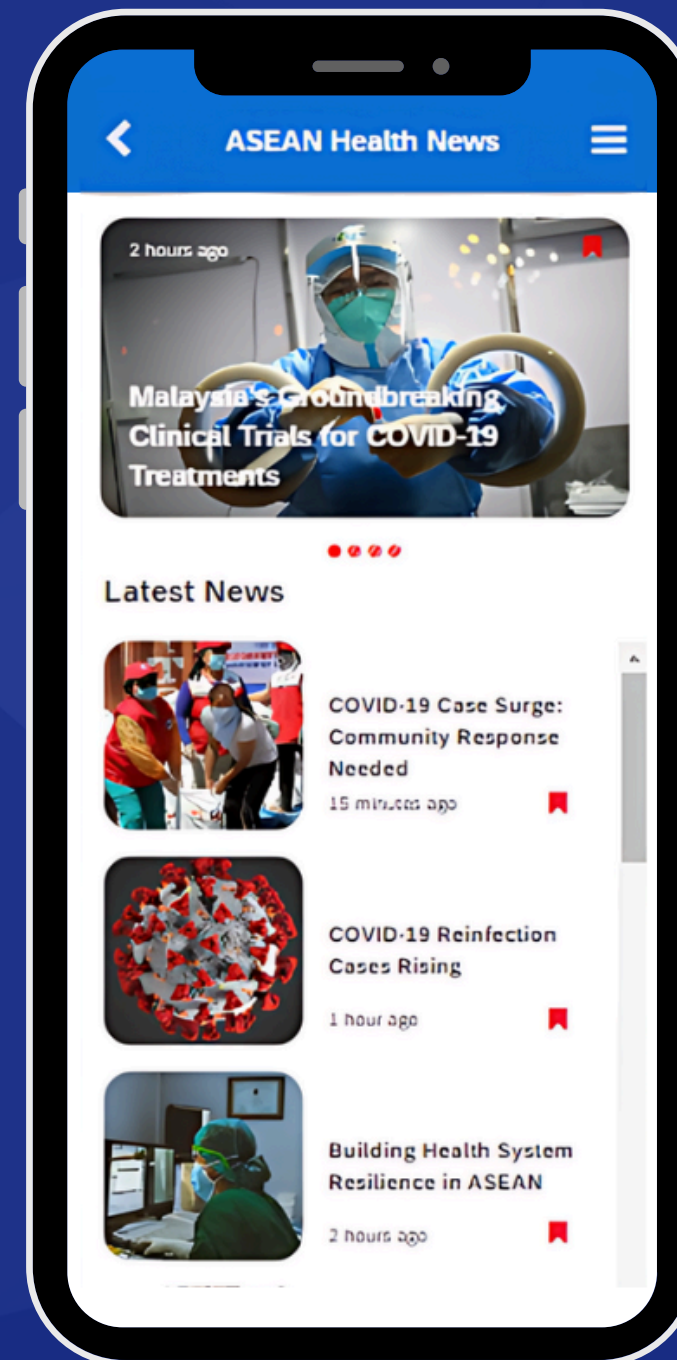 ASEAN Health News
2 hours ago
Malaysia's Groundbreaking
Clinical Trials for COVID-19
Treatments
Latest News
COVID-19 Case Surge:
Community Response
Needed
15 minutes ago
COVID-19 Reinfection
Cases Rising
1 hour ago
Building Health System
Resilience in ASEAN
2 hours ago